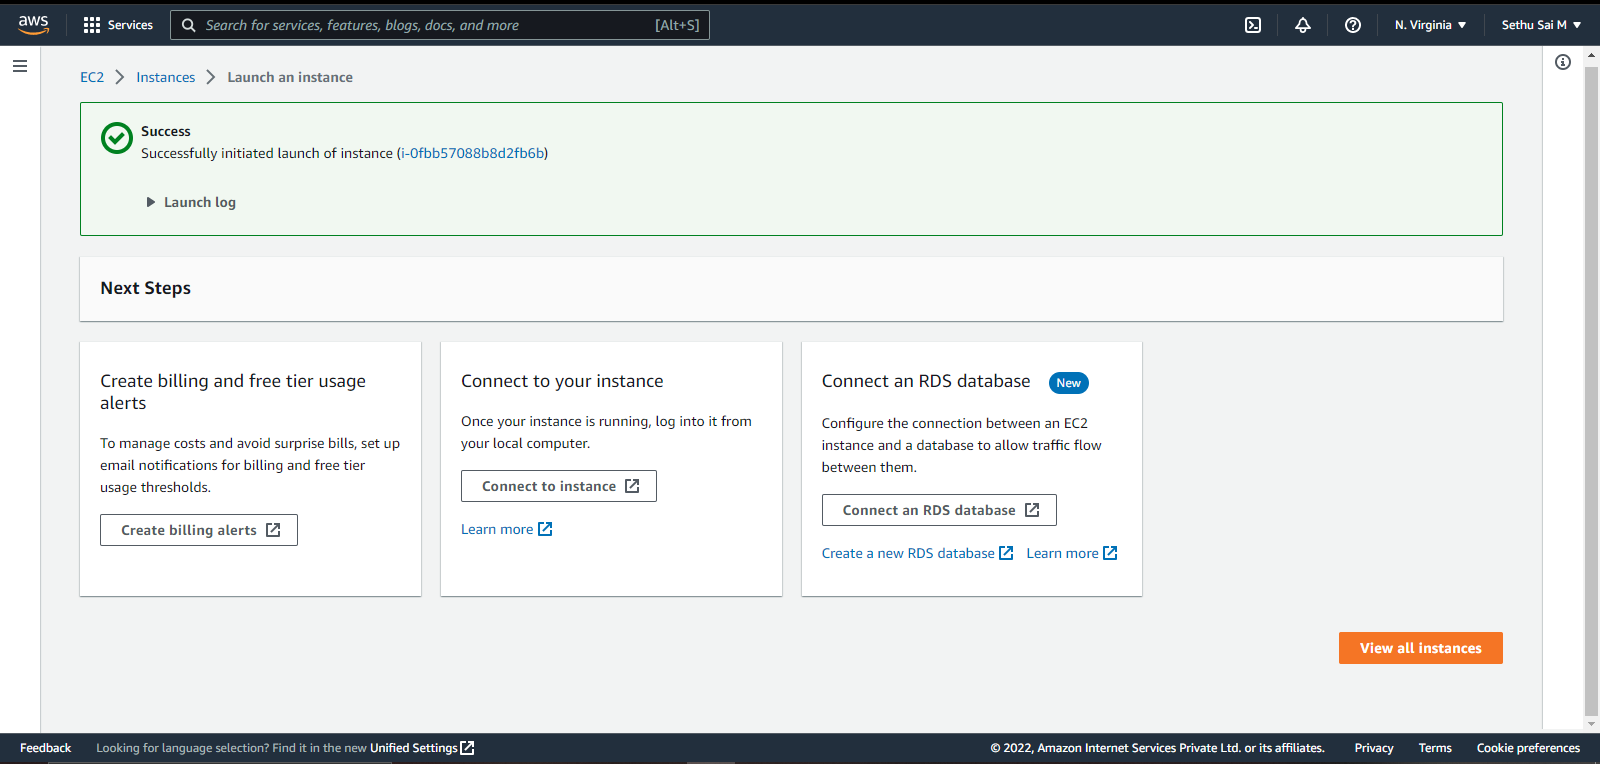 aws
Services
Search for services, features, blogs, docs, and more [Alt+S]
N. Virginia
Sethu Sai M
EC2 Instances Launch an instance
Success
Successfully initiated launch of instance (i-0fbb57088b8d2fb6b)
Launch log
Next Steps
Create billing and free tier usage
alerts
To manage costs and avoid surprise bills, set up
email notifications for billing and free tier
usage thresholds.
Create billing alerts
Connect to your instance
Once your instance is running, log into it from
your local computer.
Connect to instance
Learn more
Connect an RDS database New
Configure the connection between an EC2
instance and a database to allow traffic flow
between them.
Connect an RDS database
Create a new RDS database Learn more
View all instances
Feedback Looking for language selection? Find it in the new Unified Settings © 2022, Amazon Internet Services Private Ltd. or its affiliates. Privacy Terms Cookie preferences